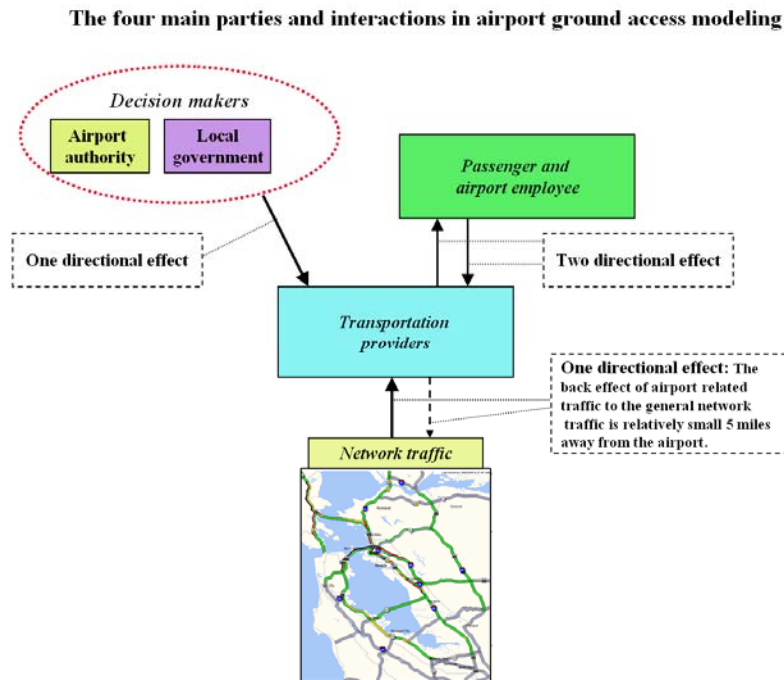 The four main parties and interactions in airport ground access modeling
Decision makers
Airport
authority
Local
government
Passenger and
airport employee
One directional effect
Two directional effect
Transportation
providers
One directional effect: The
back effect of airport related
traffic to the general network
traffic is relatively small 5 miles
away from the airport.
Network traffic